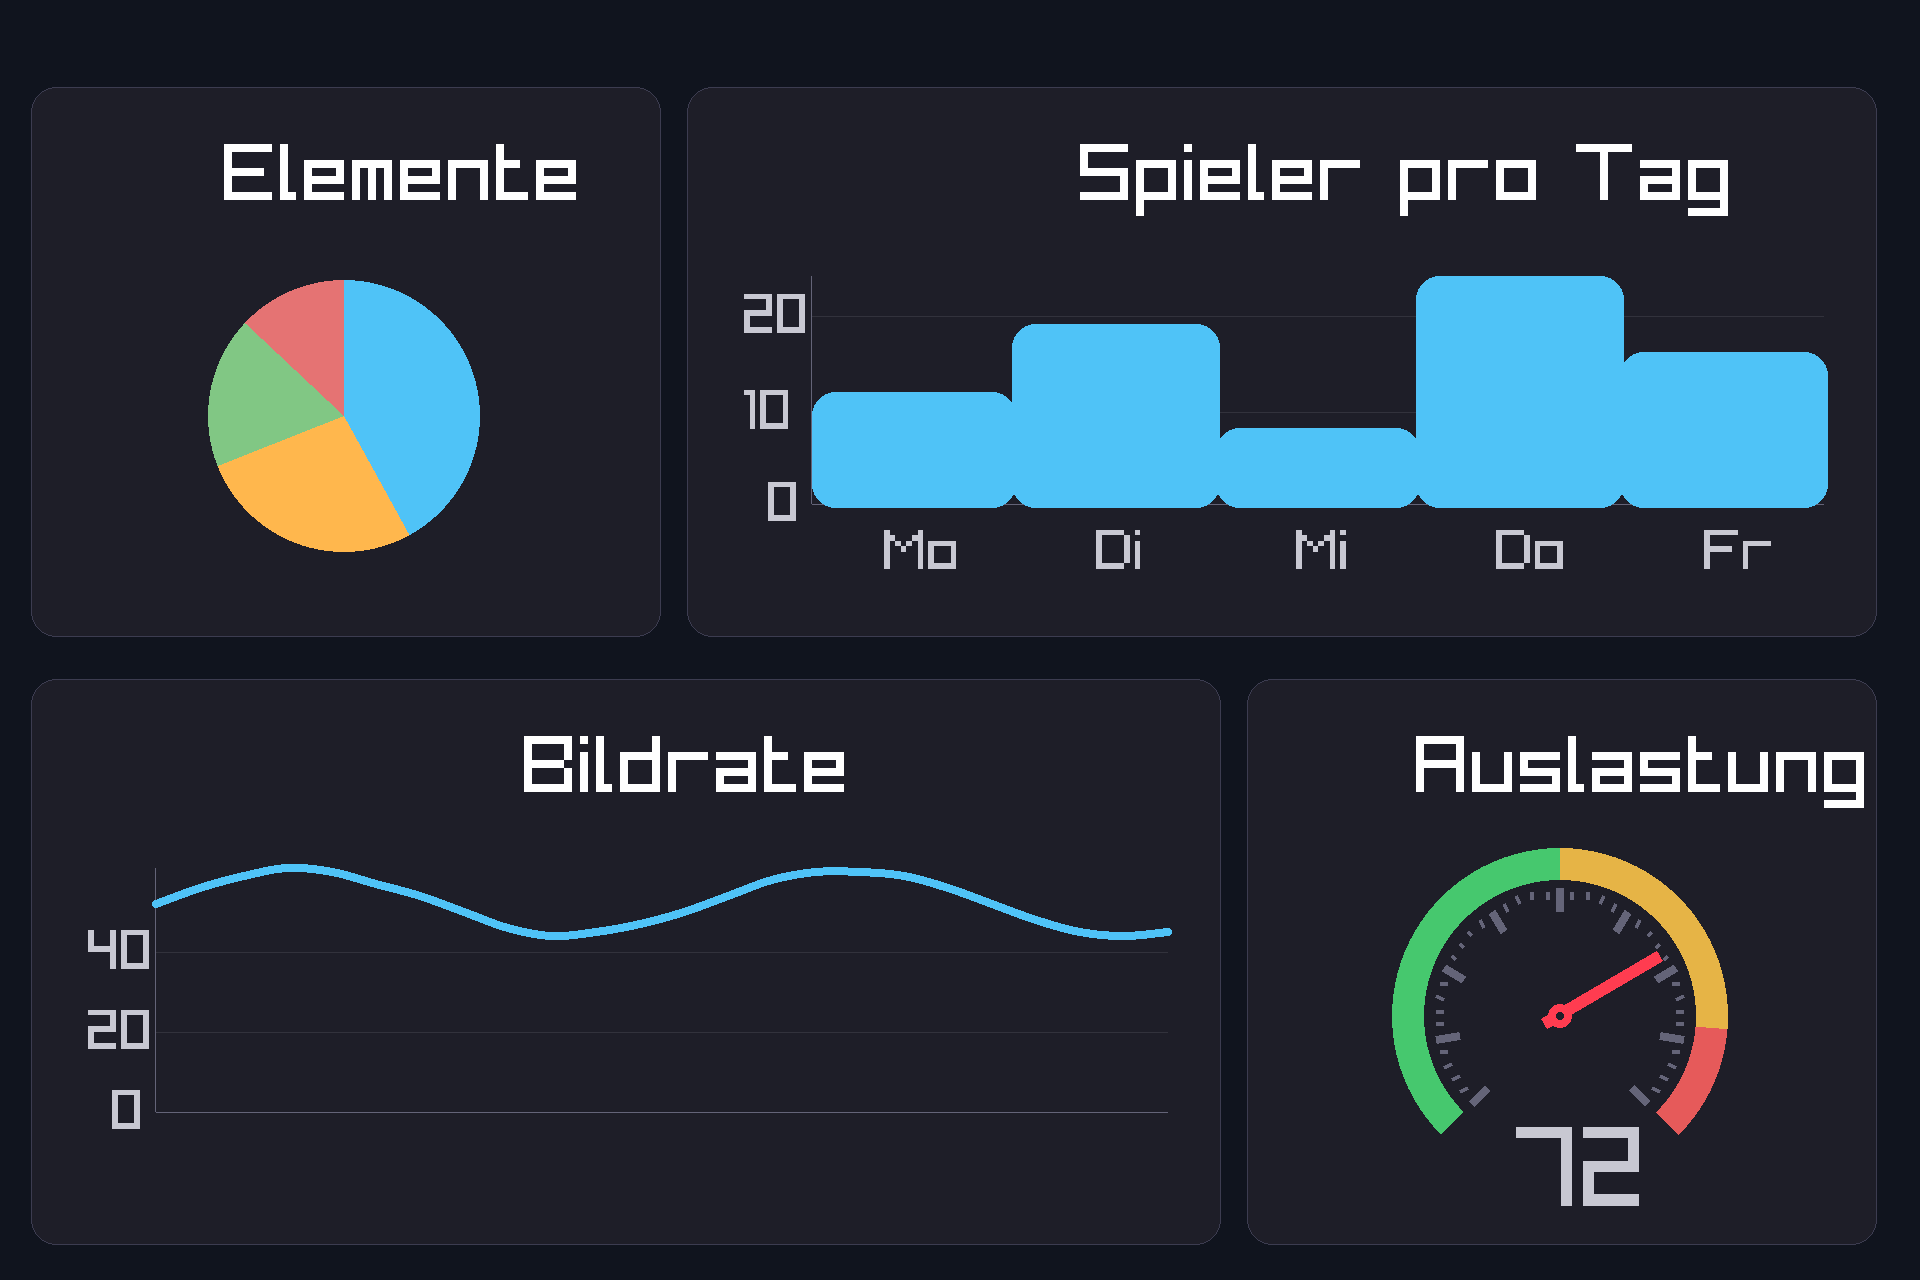 Elemente
Spieler pro Tag
20
10
0
Mo Di Mi Do Fr
Bildrate
40
20
0
Auslastung
72